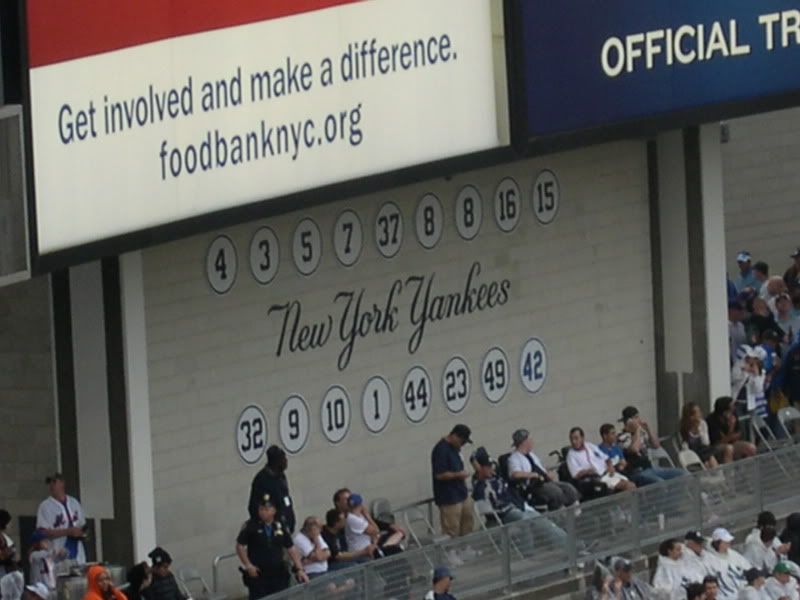 Get involved and make a difference.
foodbanknyc.org
OFFICIAL TR
4 3 5 7 37 8 8 16 15
New York Yankees
32 9 10 1 44 23 49 42